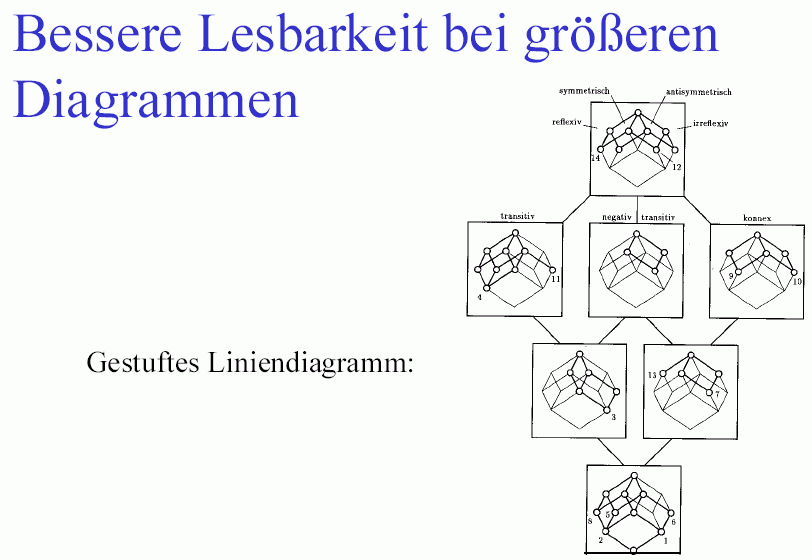 Bessere Lesbarkeit bei größeren
Diagrammen
symmetrisch antisymmetrisch
reflexiv irreflexiv
14 12
transitiv negativ transitiv konnex
4 11 9 10
Gestuftes Liniendiagramm:
13 7
3
8 5 6
2 1